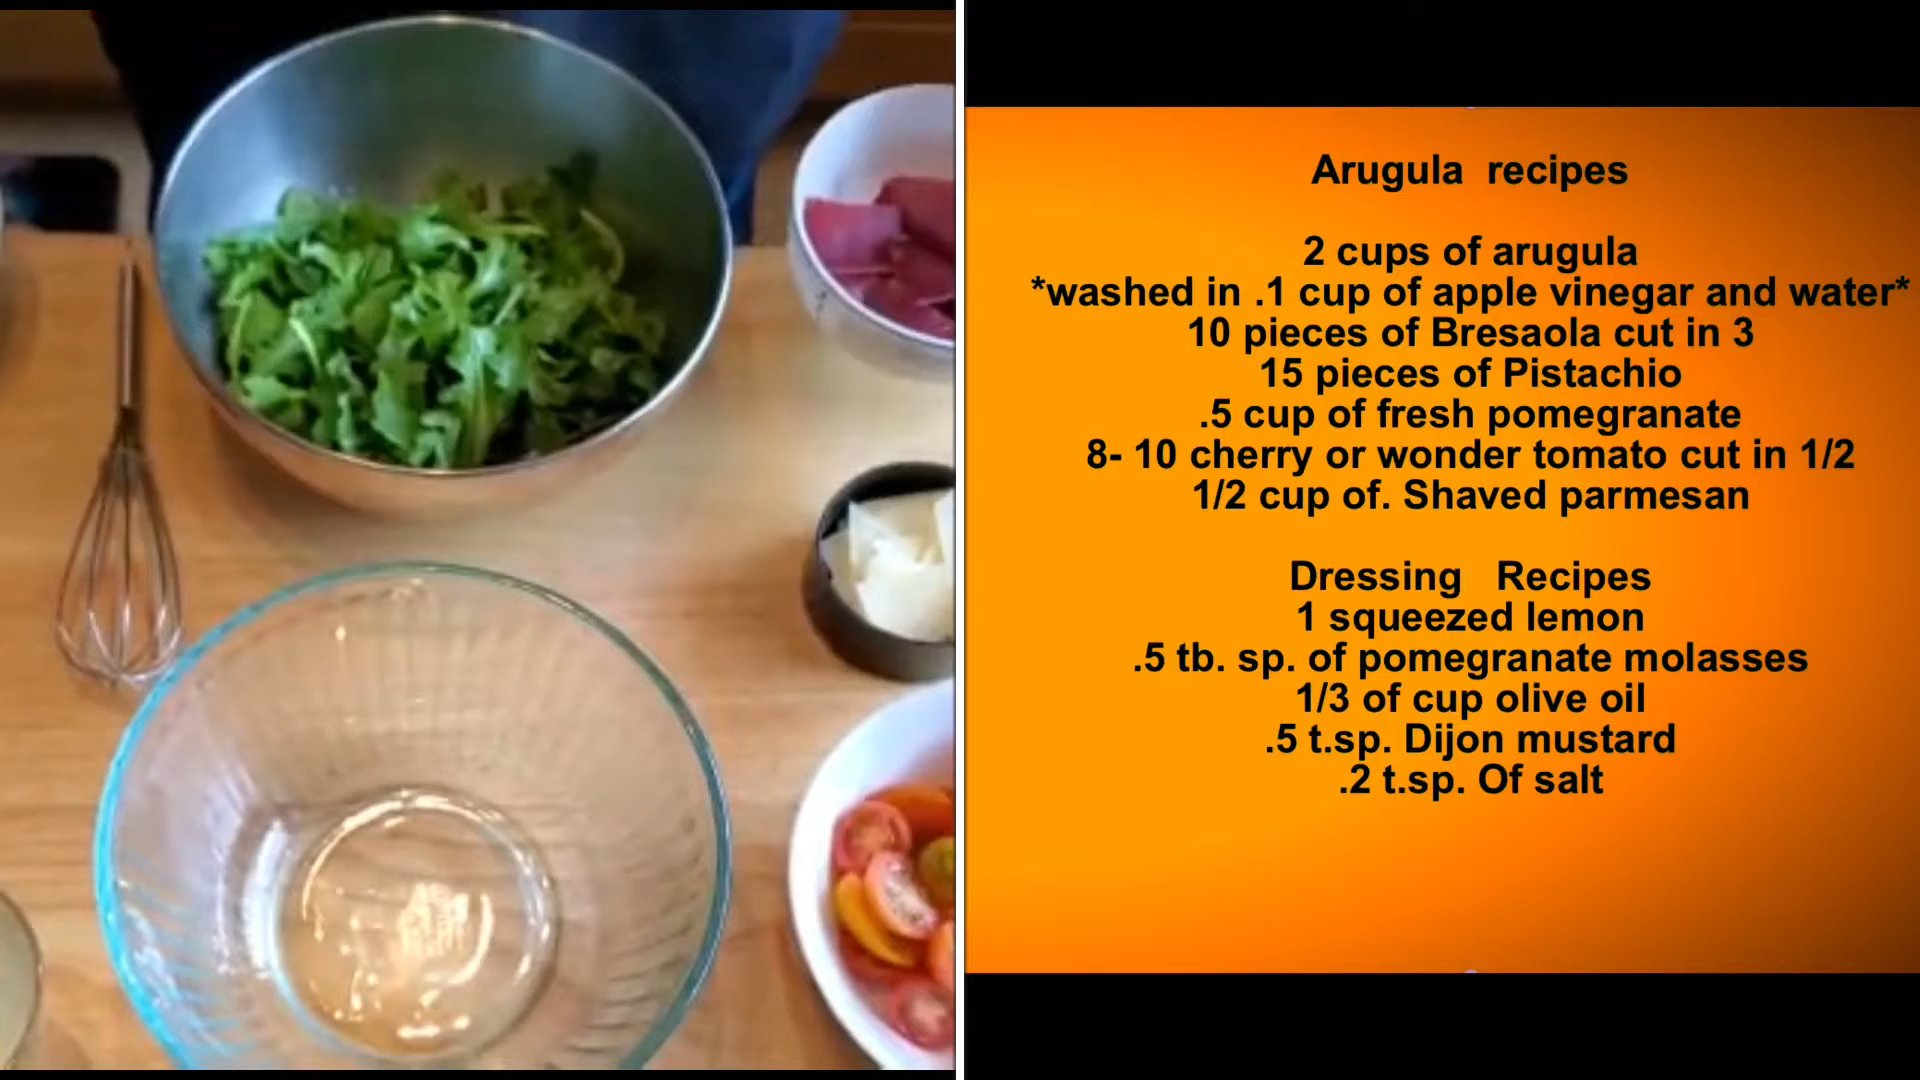 Arugula recipes
2 cups of arugula
*washed in .1 cup of apple vinegar and water*
10 pieces of Bresaola cut in 3
15 pieces of Pistachio
.5 cup of fresh pomegranate
8- 10 cherry or wonder tomato cut in 1/2
1/2 cup of. Shaved parmesan
Dressing Recipes
1 squeezed lemon
.5 tb. sp. of pomegranate molasses
1/3 of cup olive oil
.5 t.sp. Dijon mustard
.2 t.sp. Of salt